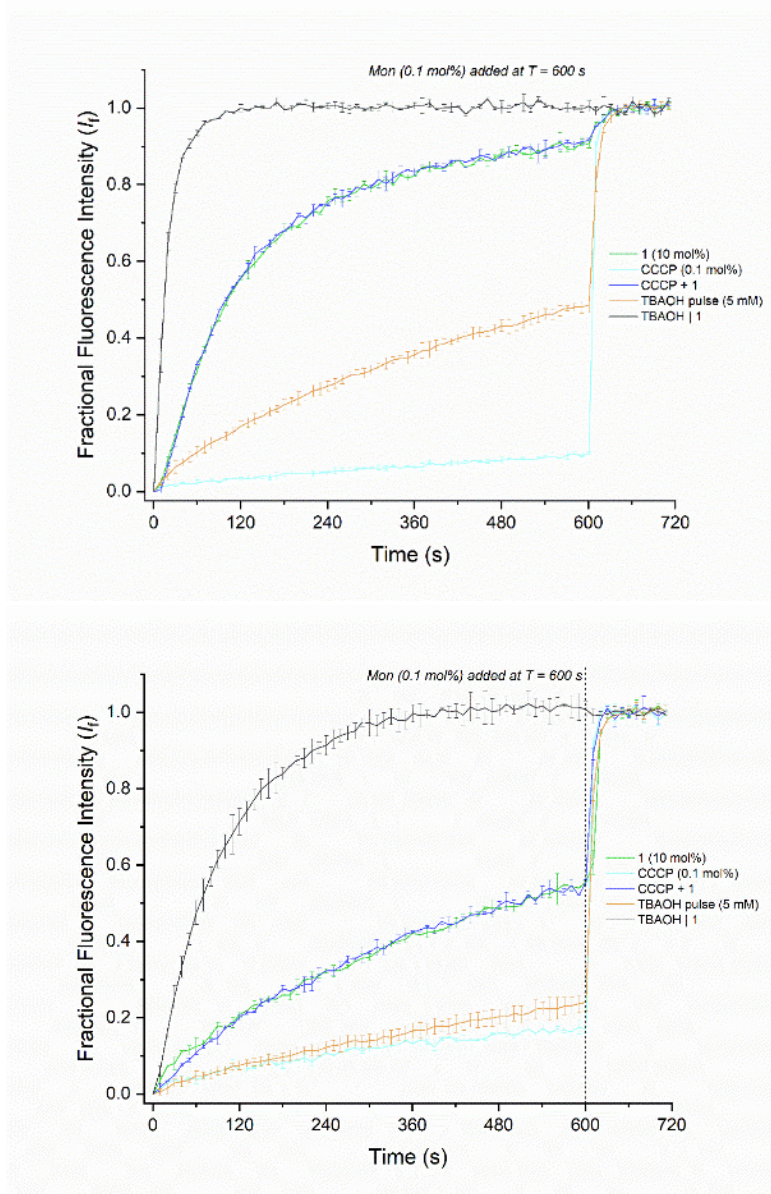 Mon (0.1 mol%) added at T = 600 s
Fractional Fluorescence Intensity (If)
1.0
0.8
0.6
0.4
0.2
0.0
1 (10 mol%)
CCCP (0.1 mol%)
CCCP + 1
TBAOH pulse (5 mM)
TBAOH | 1
0 120 240 360 480 600 720
Time (s)
Mon (0.1 mol%) added at T = 600 s
Fractional Fluorescence Intensity (If)
1.0
0.8
0.6
0.4
0.2
0.0
1 (10 mol%)
CCCP (0.1 mol%)
CCCP + 1
TBAOH pulse (5 mM)
TBAOH | 1
0 120 240 360 480 600 720
Time (s)